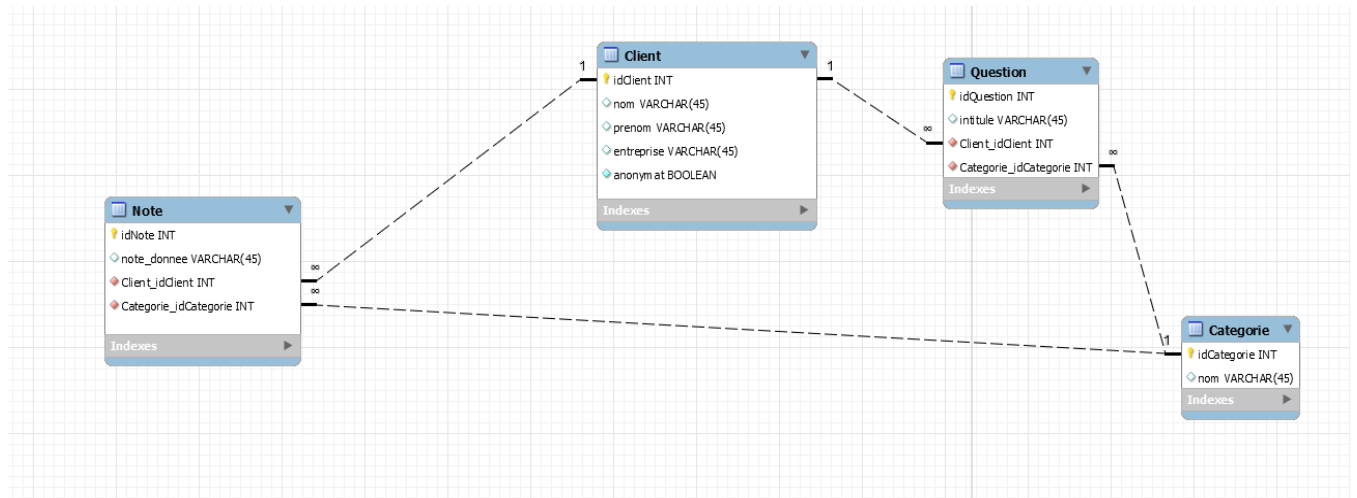 Client
idClient INT
nom VARCHAR(45)
prenom VARCHAR(45)
entreprise VARCHAR(45)
anonymat BOOLEAN
Indexes
1
1
Question
idQuestion INT
intitule VARCHAR(45)
Client_idClient INT
Categorie_idCategorie INT
Indexes
∞
∞
Note
idNote INT
note_donnee VARCHAR(45)
Client_idClient INT
Categorie_idCategorie INT
Indexes
∞
∞
1
Categorie
idCategorie INT
nom VARCHAR(45)
Indexes